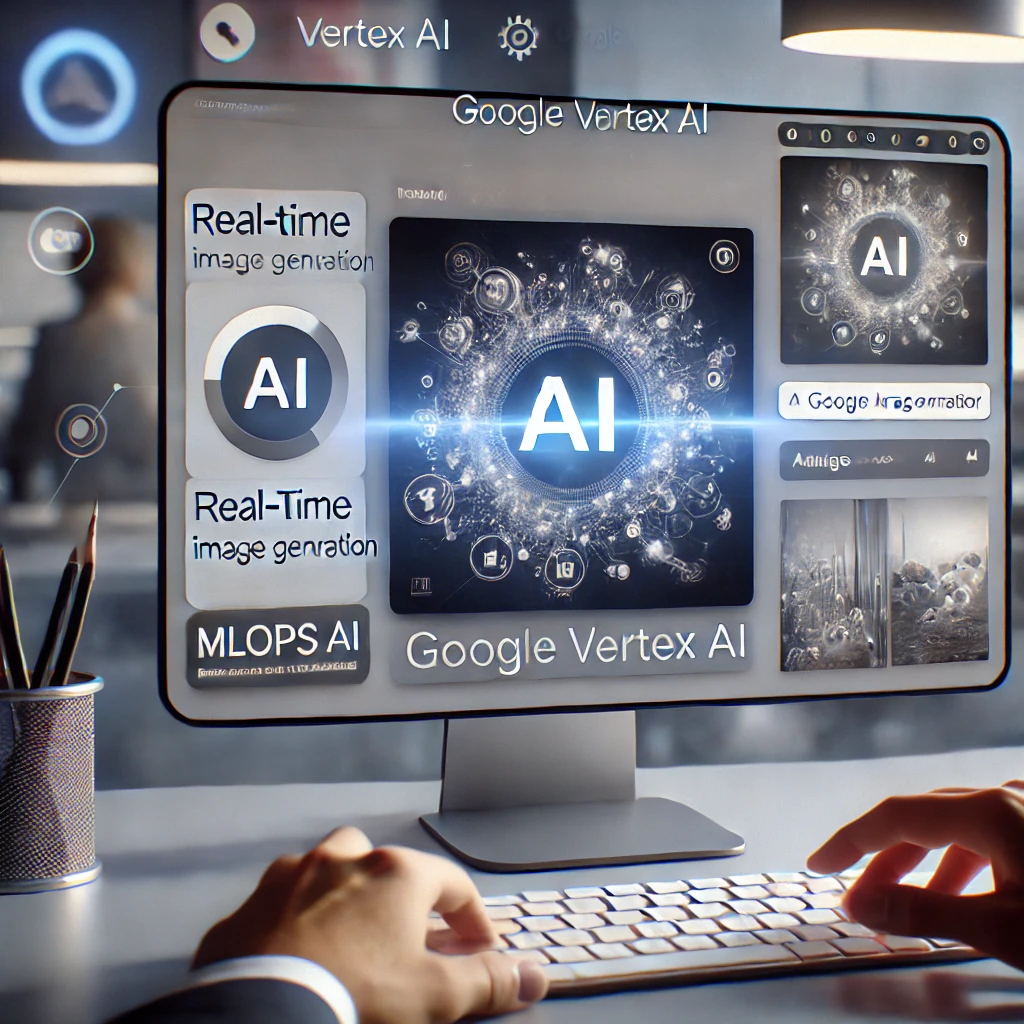 Vertex AI
Google Vertex AI
Real-time
image genration
AI
Real-Time
image genration
MLOPS AI
AI
Google Vertex AI
AI
Google